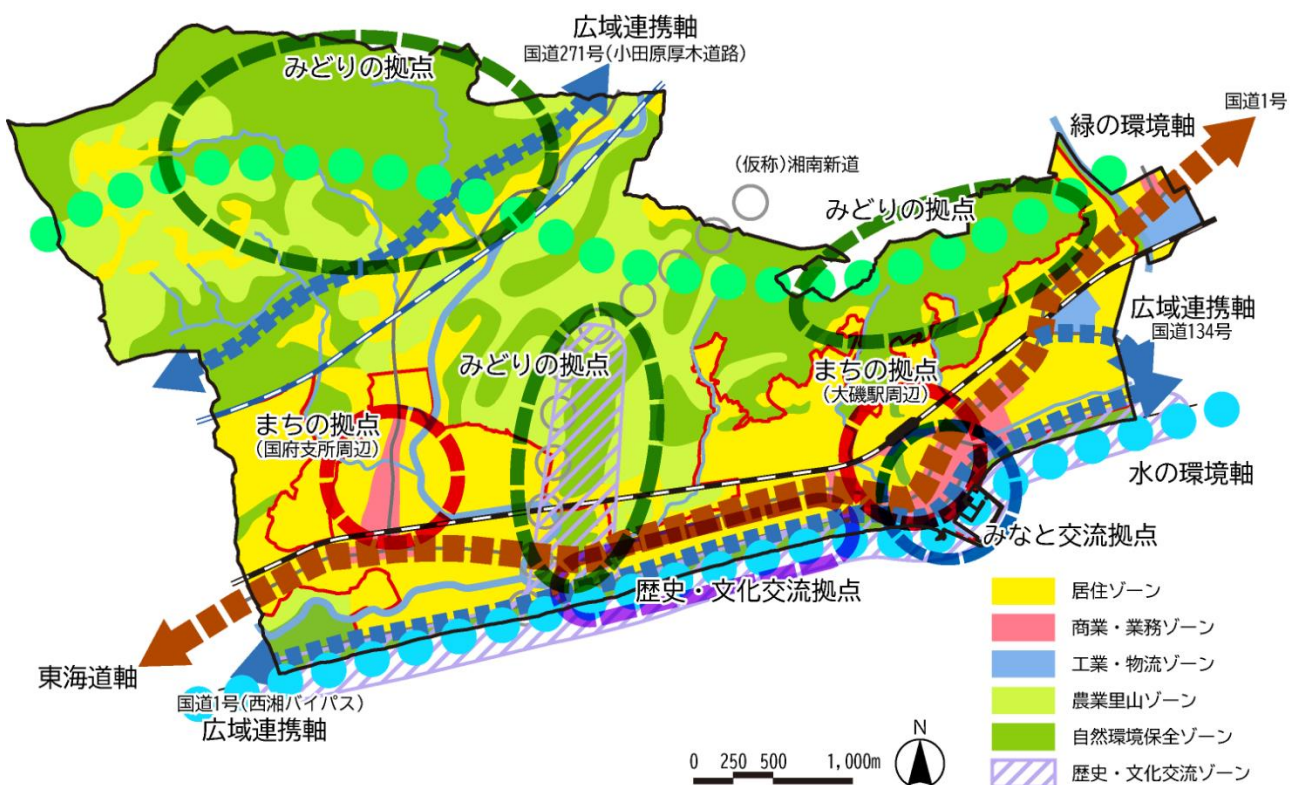 広域連携軸
国道271号(小田原厚木道路)
みどりの拠点
国道1号
緑の環境軸
(仮称)湘南新道
みどりの拠点
広域連携軸
国道134号
みどりの拠点
まちの拠点
(大磯駅周辺)
まちの拠点
(国府支所周辺)
水の環境軸
みなと交流拠点
歴史・文化交流拠点
東海道軸
国道1号(西湘バイパス)
広域連携軸
居住ゾーン
商業・業務ゾーン
工業・物流ゾーン
農業里山ゾーン
自然環境保全ゾーン
歴史・文化交流ゾーン
0 250 500 1,000m
N